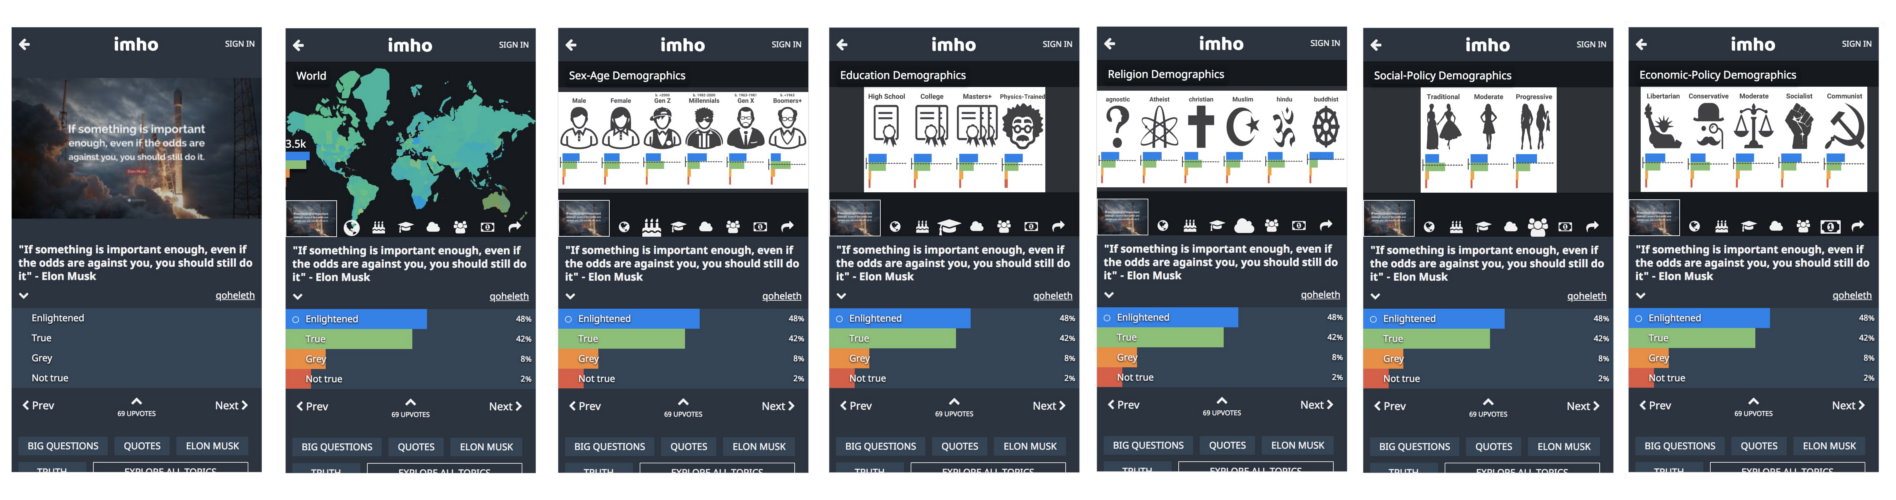 imho
SIGN IN
If something is important
enough, even if the odds are
against you, you should still do it.
"If something is important enough, even if
the odds are against you, you should still do
it" - Elon Musk
qoheleth
Enlightened
True
Grey
Not true
Prev
69 UPVOTES
Next
BIG QUESTIONS
QUOTES
ELON MUSK
TRUTH
EXPLORE ALL TOPICS
imho
SIGN IN
World
3.5k
"If something is important enough, even if
the odds are against you, you should still do
it" - Elon Musk
qoheleth
Enlightened 48%
True 42%
Grey 8%
Not true 2%
Prev
69 UPVOTES
Next
BIG QUESTIONS
QUOTES
ELON MUSK
TRUTH
EXPLORE ALL TOPICS
imho
SIGN IN
Sex-Age Demographics
Male
Female
Gen Z
Millennials
Gen X
Boomers+
"If something is important enough, even if
the odds are against you, you should still do
it" - Elon Musk
qoheleth
Enlightened 48%
True 42%
Grey 8%
Not true 2%
Prev
69 UPVOTES
Next
BIG QUESTIONS
QUOTES
ELON MUSK
TRUTH
EXPLORE ALL TOPICS
imho
SIGN IN
Education Demographics
High School
College
Masters+
Physics-Trained
"If something is important enough, even if
the odds are against you, you should still do
it" - Elon Musk
qoheleth
Enlightened 48%
True 42%
Grey 8%
Not true 2%
Prev
69 UPVOTES
Next
BIG QUESTIONS
QUOTES
ELON MUSK
TRUTH
EXPLORE ALL TOPICS
imho
SIGN IN
Religion Demographics
agnostic
Atheist
christian
Muslim
hindu
buddhist
"If something is important enough, even if
the odds are against you, you should still do
it" - Elon Musk
qoheleth
Enlightened 48%
True 42%
Grey 8%
Not true 2%
Prev
69 UPVOTES
Next
BIG QUESTIONS
QUOTES
ELON MUSK
TRUTH
EXPLORE ALL TOPICS
imho
SIGN IN
Social-Policy Demographics
Traditional
Moderate
Progressive
"If something is important enough, even if
the odds are against you, you should still do
it" - Elon Musk
qoheleth
Enlightened 48%
True 42%
Grey 8%
Not true 2%
Prev
69 UPVOTES
Next
BIG QUESTIONS
QUOTES
ELON MUSK
TRUTH
EXPLORE ALL TOPICS
imho
SIGN IN
Economic-Policy Demographics
Libertarian
Conservative
Moderate
Socialist
Communist
"If something is important enough, even if
the odds are against you, you should still do
it" - Elon Musk
qoheleth
Enlightened 48%
True 42%
Grey 8%
Not true 2%
Prev
69 UPVOTES
Next
BIG QUESTIONS
QUOTES
ELON MUSK
TRUTH
EXPLORE ALL TOPICS